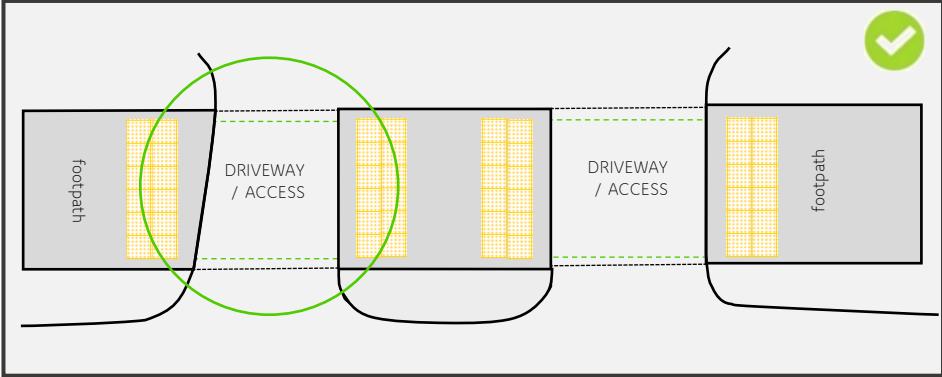 footpath
DRIVEWAY
/ ACCESS
DRIVEWAY
/ ACCESS
footpath